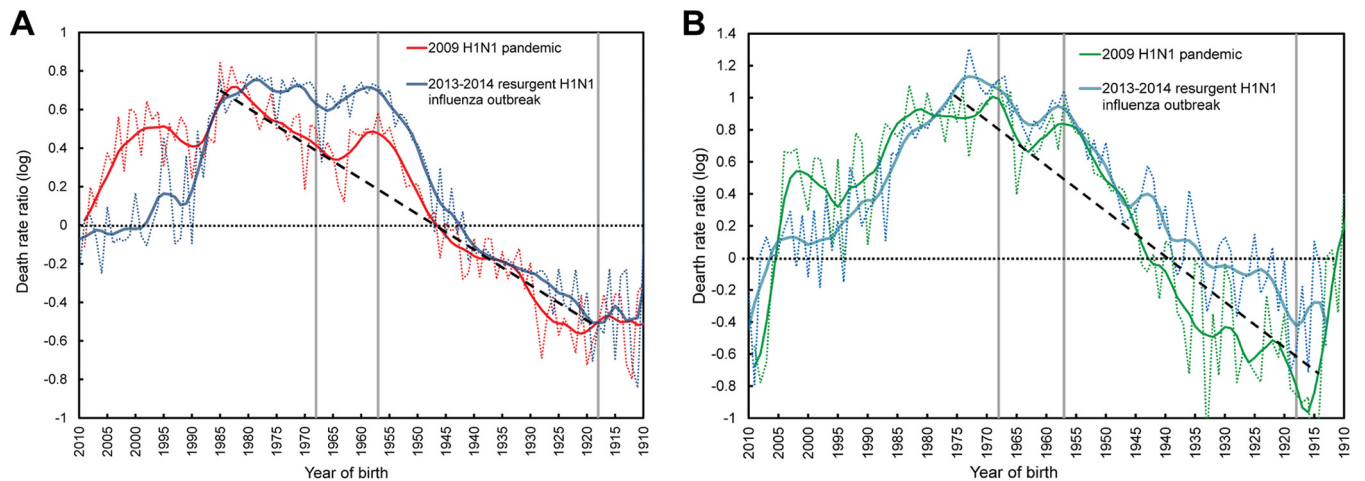 A
1
0.8
0.6
0.4
0.2
0
-0.2
-0.4
-0.6
-0.8
-1
Death rate ratio (log)
2009 H1N1 pandemic
2013-2014 resurgent H1N1
influenza outbreak
2010 2005 2000 1995 1990 1985 1980 1975 1970 1965 1960 1955 1950 1945 1940 1935 1930 1925 1920 1915 1910
Year of birth
B
1.4
1.2
1.0
0.8
0.6
0.4
0.2
0
-0.2
-0.4
-0.6
-0.8
-1
Dearth rate ratio (log)
2009 H1N1 pandemic
2013-2014 resurgent H1N1
influenza outbreak
2010 2005 2000 1995 1990 1985 1980 1975 1970 1965 1960 1955 1950 1945 1940 1935 1930 1925 1920 1915 1910
Year of birth